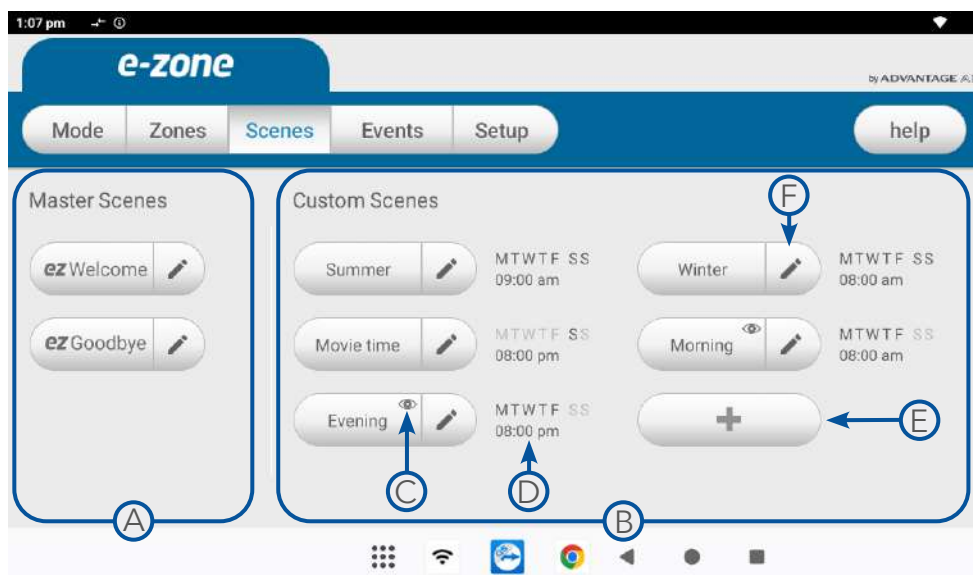 1:07 pm
e-zone
by ADVANTAGE
Mode Zones Scenes Events Setup help
Master Scenes
ez Welcome
ez Goodbye
A
Custom Scenes
F
Summer
MTWTF SS
09:00 am
Winter
MTWTF SS
08:00 am
Movie time
MTWTF SS
08:00 pm
Morning
MTWTF SS
08:00 am
Evening
MTWTF SS
08:00 pm
E
C
D
B